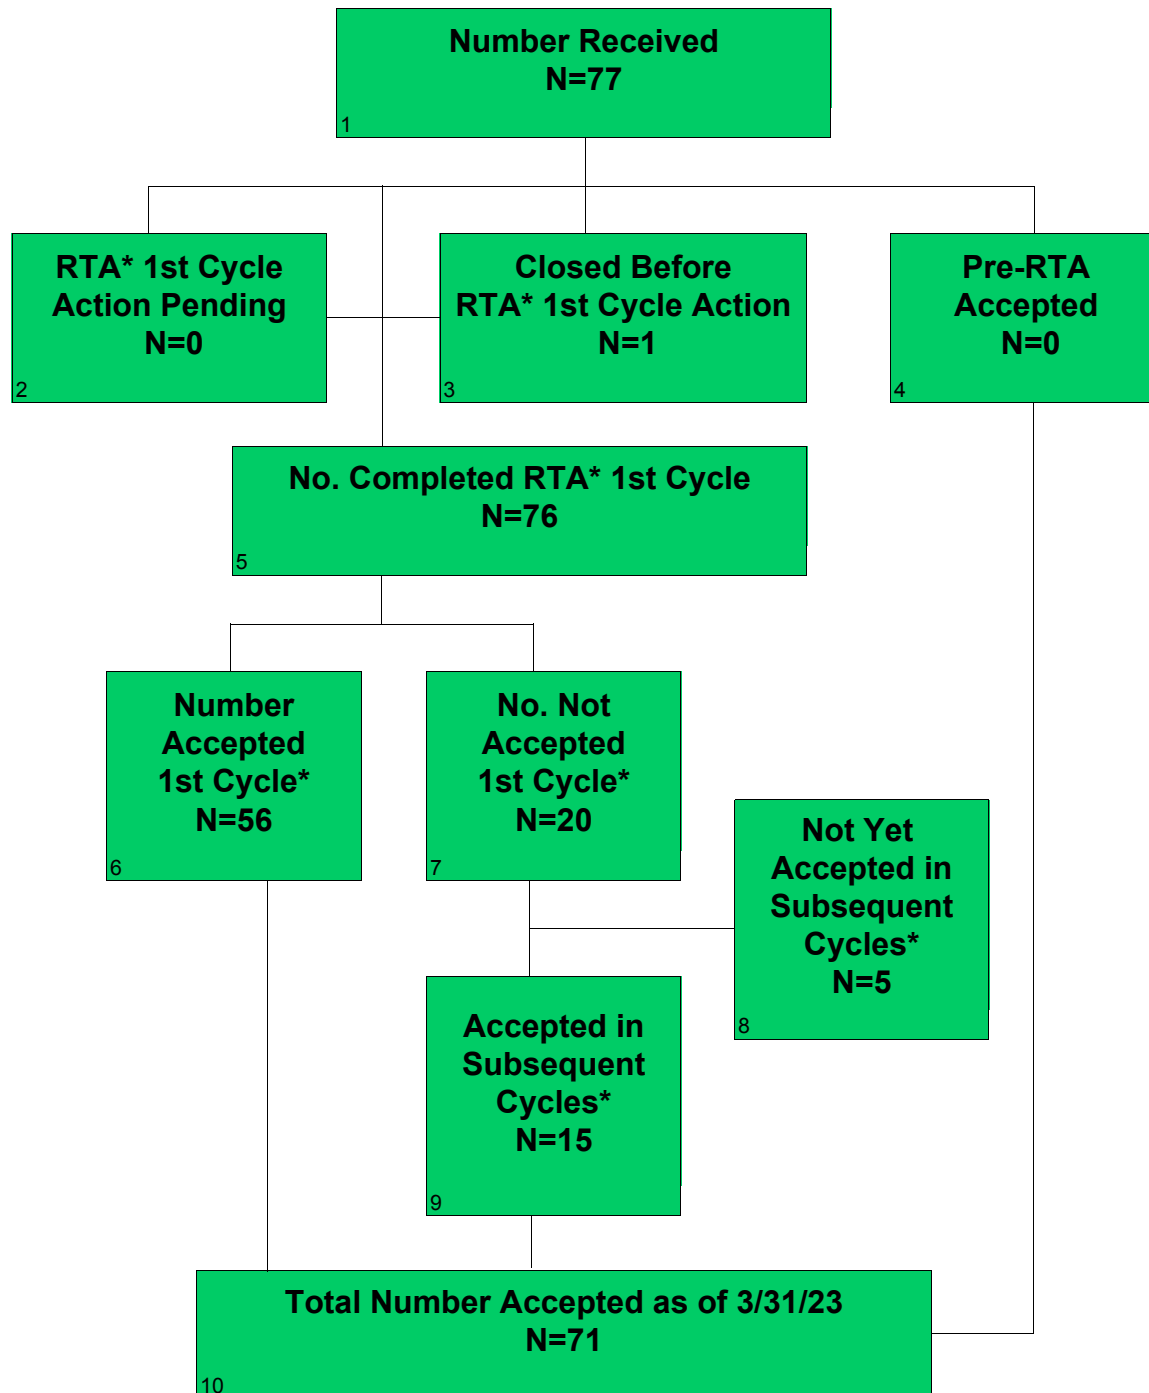 Number Received
N=77
1
RTA* 1st Cycle
Action Pending
N=0
2
Closed Before
RTA* 1st Cycle Action
N=1
3
Pre-RTA
Accepted
N=0
4
No. Completed RTA* 1st Cycle
N=76
5
Number
Accepted
1st Cycle*
N=56
6
No. Not
Accepted
1st Cycle*
N=20
7
Not Yet
Accepted in
Subsequent
Cycles*
N=5
8
Accepted in
Subsequent
Cycles*
N=15
9
Total Number Accepted as of 3/31/23
N=71
10